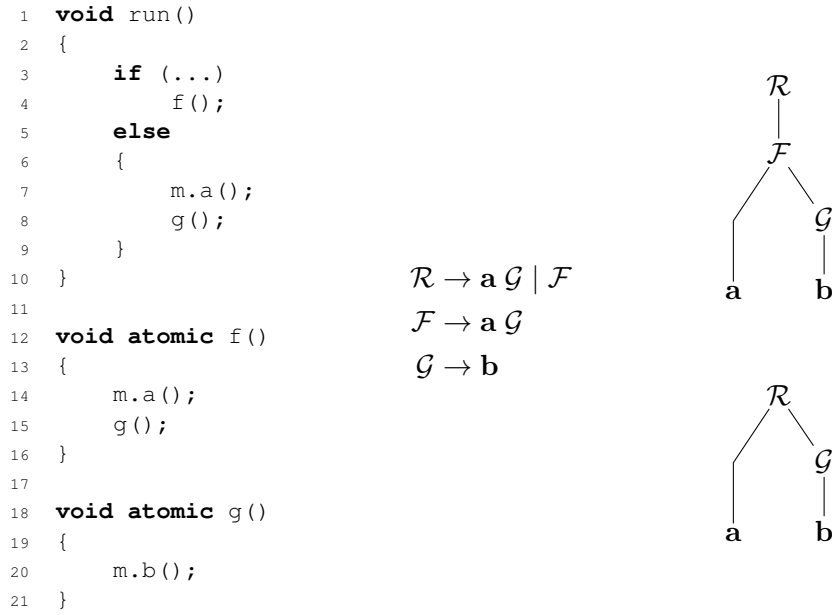 1 void run()
2 {
3 if (...)
4 f();
5 else
6 {
7 m.a();
8 g();
9 }
10 }
11
12 void atomic f()
13 {
14 m.a();
15 g();
16 }
17
18 void atomic g()
19 {
20 m.b();
21 }
ℛ → a 𝒢 | ℱ
ℱ → a 𝒢
𝒢 → b
ℛ
ℱ
𝒢
a b
ℛ
𝒢
a b